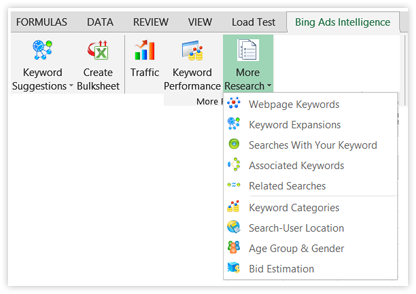 FORMULAS DATA REVIEW VIEW Load Test Bing Ads Intelligence
Keyword Suggestions
Create Bulksheet
Traffic
Keyword Performance
More Research
More
Webpage Keywords
Keyword Expansions
Searches With Your Keyword
Associated Keywords
Related Searches
Keyword Categories
Search-User Location
Age Group & Gender
Bid Estimation